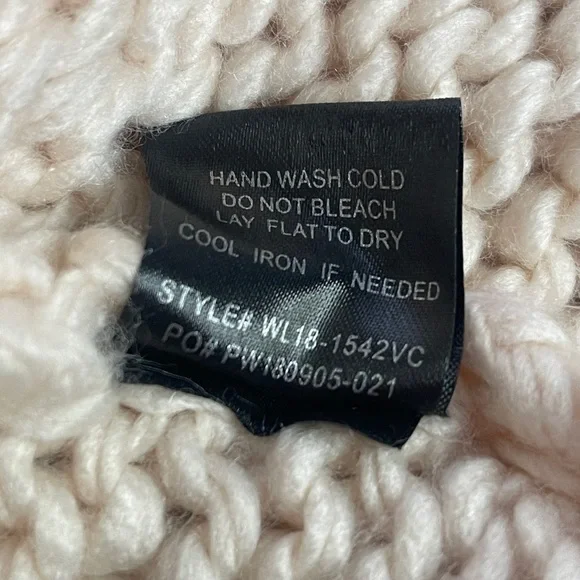 HAND WASH COLD
DO NOT BLEACH
LAY FLAT TO DRY
COOL IRON IF NEEDED
STYLE# WL18-1542VC
PO# PW180905-021